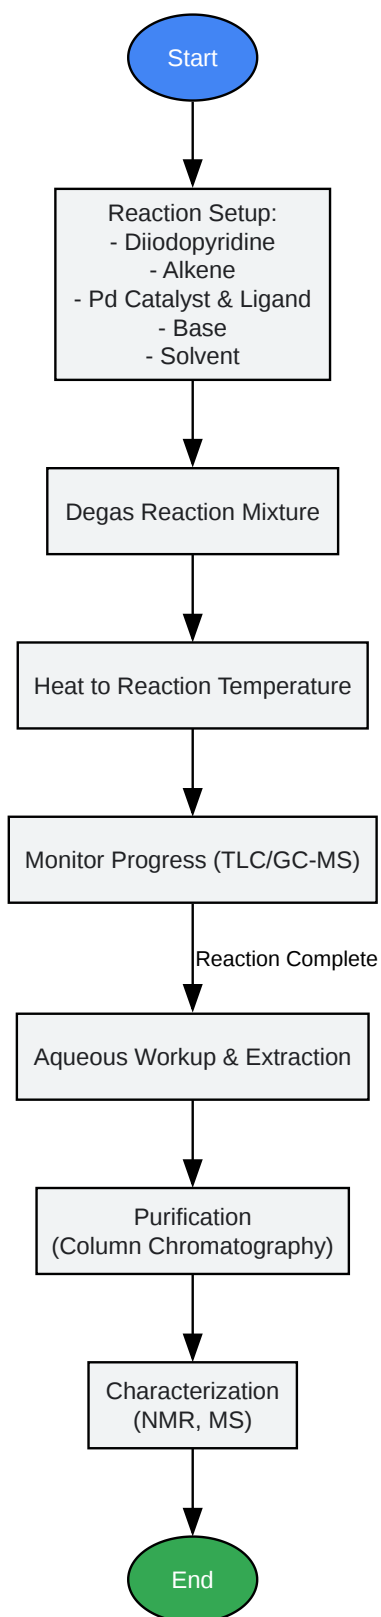 Start
Reaction Setup:
- Diiodopyridine
- Alkene
- Pd Catalyst & Ligand
- Base
- Solvent
Degas Reaction Mixture
Heat to Reaction Temperature
Monitor Progress (TLC/GC-MS)
Reaction Complete
Aqueous Workup & Extraction
Purification
(Column Chromatography)
Characterization
(NMR, MS)
End